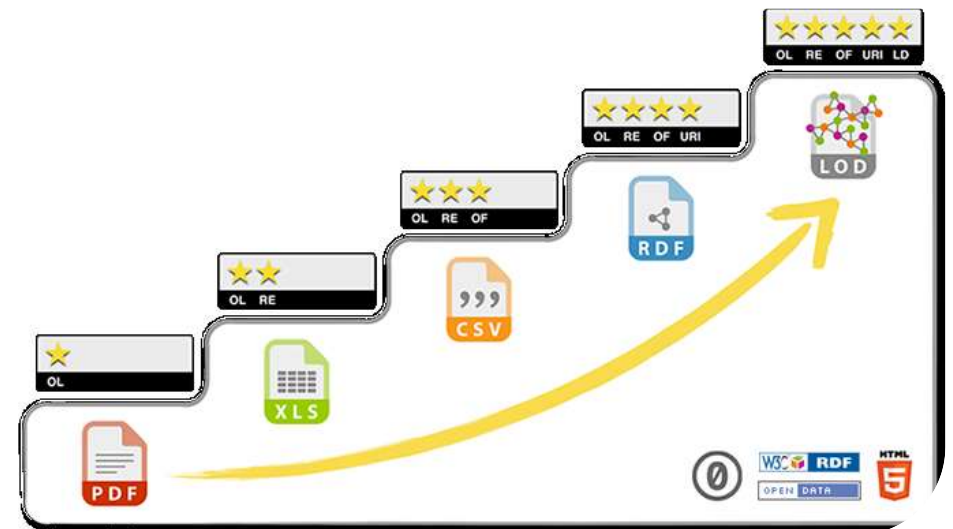 OL RE OF URI LD
OL RE OF URI
LOD
OL RE OF
RDF
OL RE
,,,
CSV
OL
XLS
PDF
0
W3C RDF
OPEN DATA
HTML
5